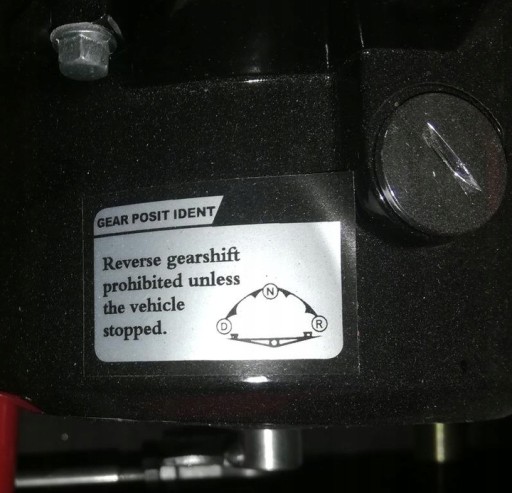 GEAR POSIT IDENT
Reverse gearshift
prohibited unless
the vehicle
stopped.
N
D R